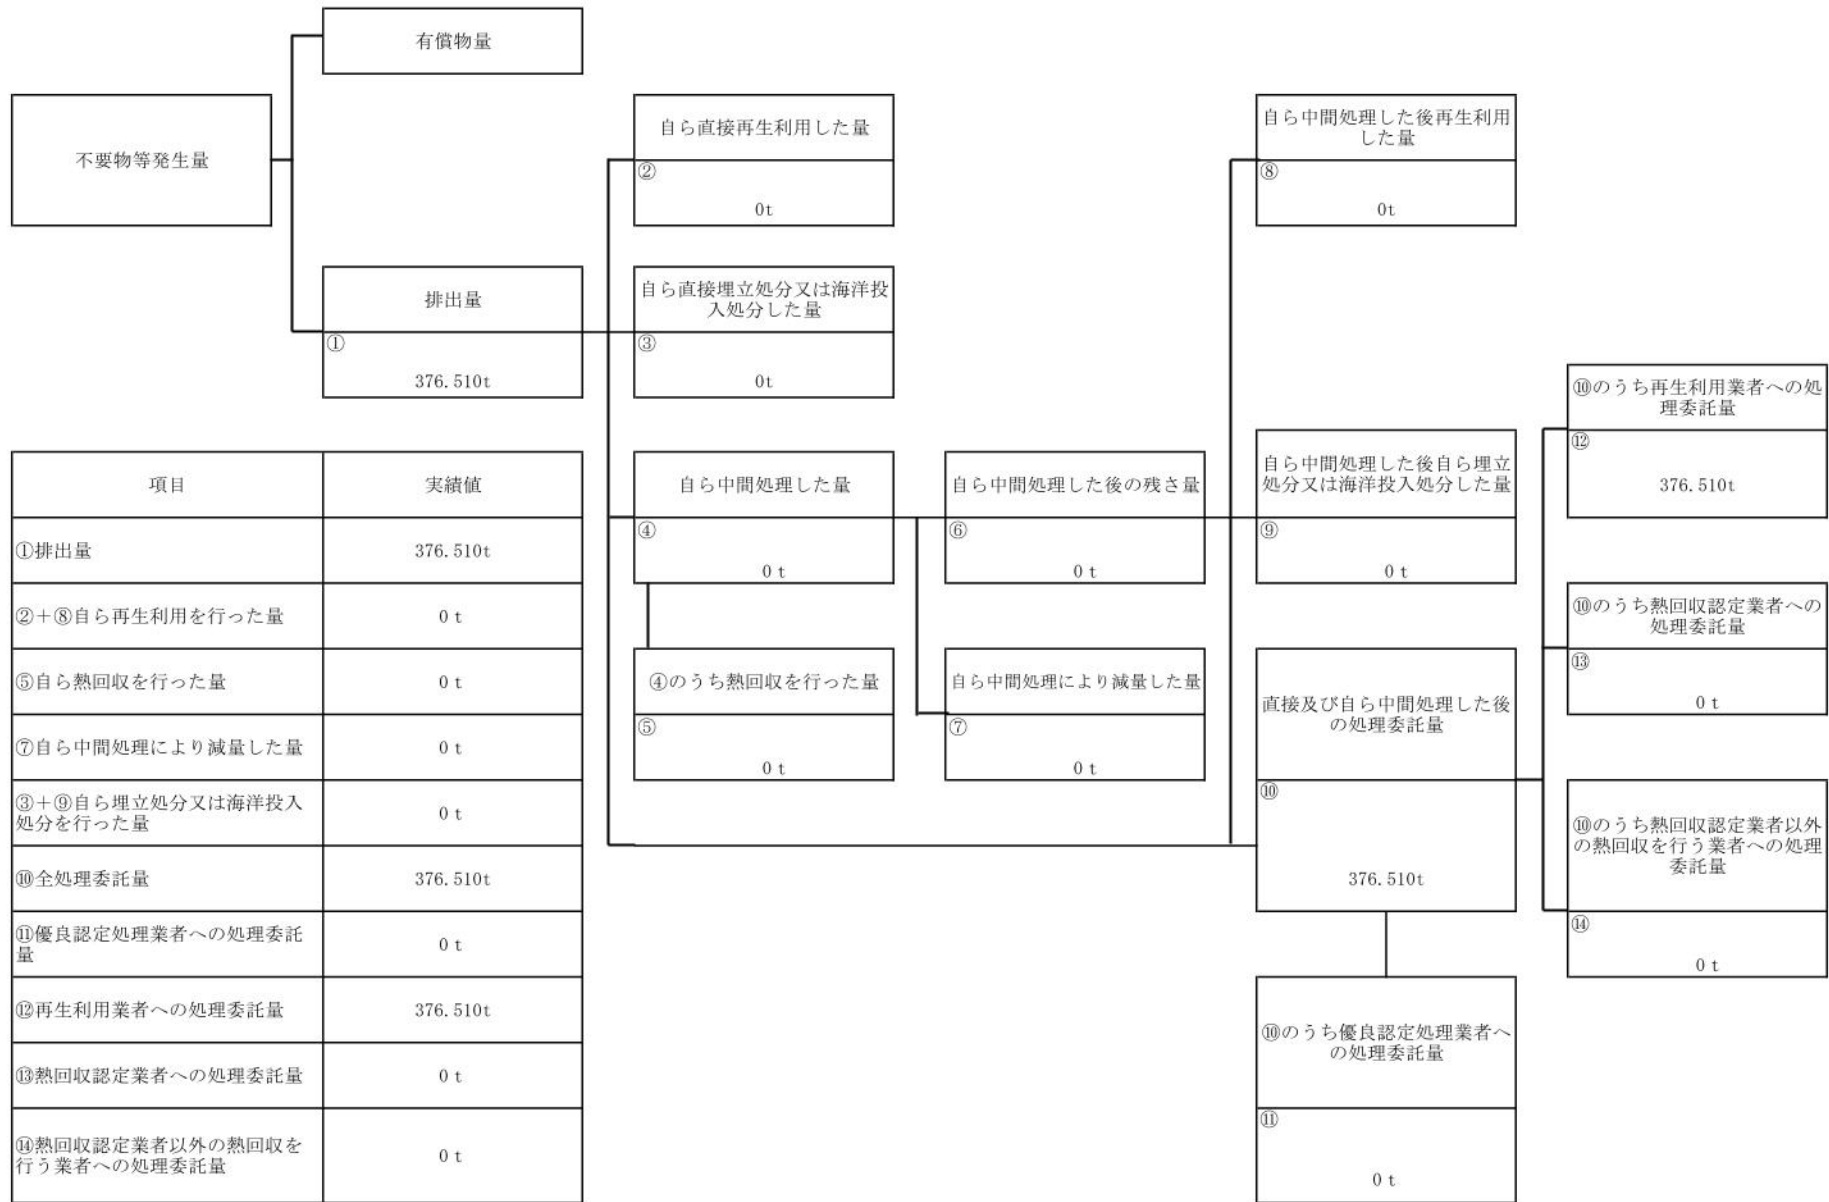 有償物量
不要物等発生量
自ら直接再生利用した量
②
0t
自ら中間処理した後再生利用
した量
⑧
0t
排出量
①
376.510t
自ら直接埋立処分又は海洋投
入処分した量
③
0t
⑩のうち再生利用業者への処
理委託量
⑫
376.510t
自ら中間処理した量
④
0 t
自ら中間処理した後の残さ量
⑥
0 t
自ら中間処理した後自ら埋立
処分又は海洋投入処分した量
⑨
0 t
⑩のうち熱回収認定業者への
処理委託量
⑬
0 t
④のうち熱回収を行った量
⑤
0 t
自ら中間処理により減量した量
⑦
0 t
直接及び自ら中間処理した後
の処理委託量
⑩
376.510t
⑩のうち熱回収認定業者以外
の熱回収を行う業者への処理
委託量
⑭
0 t
⑩のうち優良認定処理業者へ
の処理委託量
⑪
0 t
項目 実績値
①排出量 376.510t
②＋⑧自ら再生利用を行った量 0 t
⑤自ら熱回収を行った量 0 t
⑦自ら中間処理により減量した量 0 t
③＋⑨自ら埋立処分又は海洋投入
処分を行った量 0 t
⑩全処理委託量 376.510t
⑪優良認定処理業者への処理委託
量 0 t
⑫再生利用業者への処理委託量 376.510t
⑬熱回収認定業者への処理委託量 0 t
⑭熱回収認定業者以外の熱回収を
行う業者への処理委託量 0 t